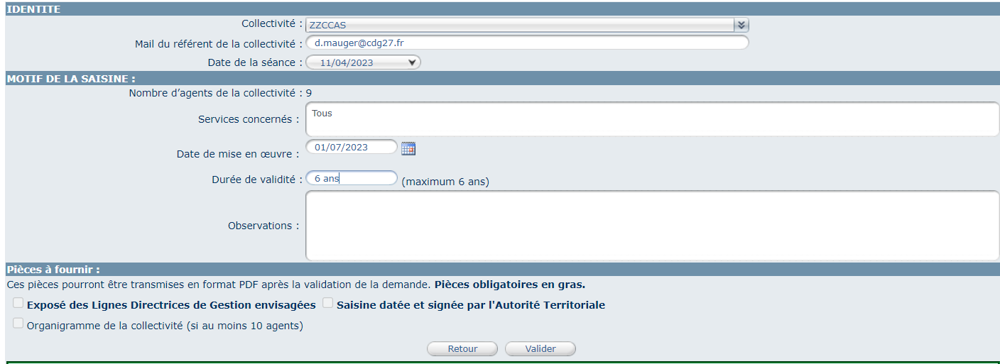 IDENTITE
Collectivité : ZZCCAS
Mail du référent de la collectivité : d.mauger@cdg27.fr
Date de la séance : 11/04/2023
MOTIF DE LA SAISINE :
Nombre d'agents de la collectivité : 9
Services concernés : Tous
Date de mise en œuvre : 01/07/2023
Durée de validité : 6 ans (maximum 6 ans)
Observations :
Pièces à fournir :
Ces pièces pourront être transmises en format PDF après la validation de la demande. Pièces obligatoires en gras.
Exposé des Lignes Directrices de Gestion envisagées Saisine datée et signée par l'Autorité Territoriale
Organigramme de la collectivité (si au moins 10 agents)
Retour Valider